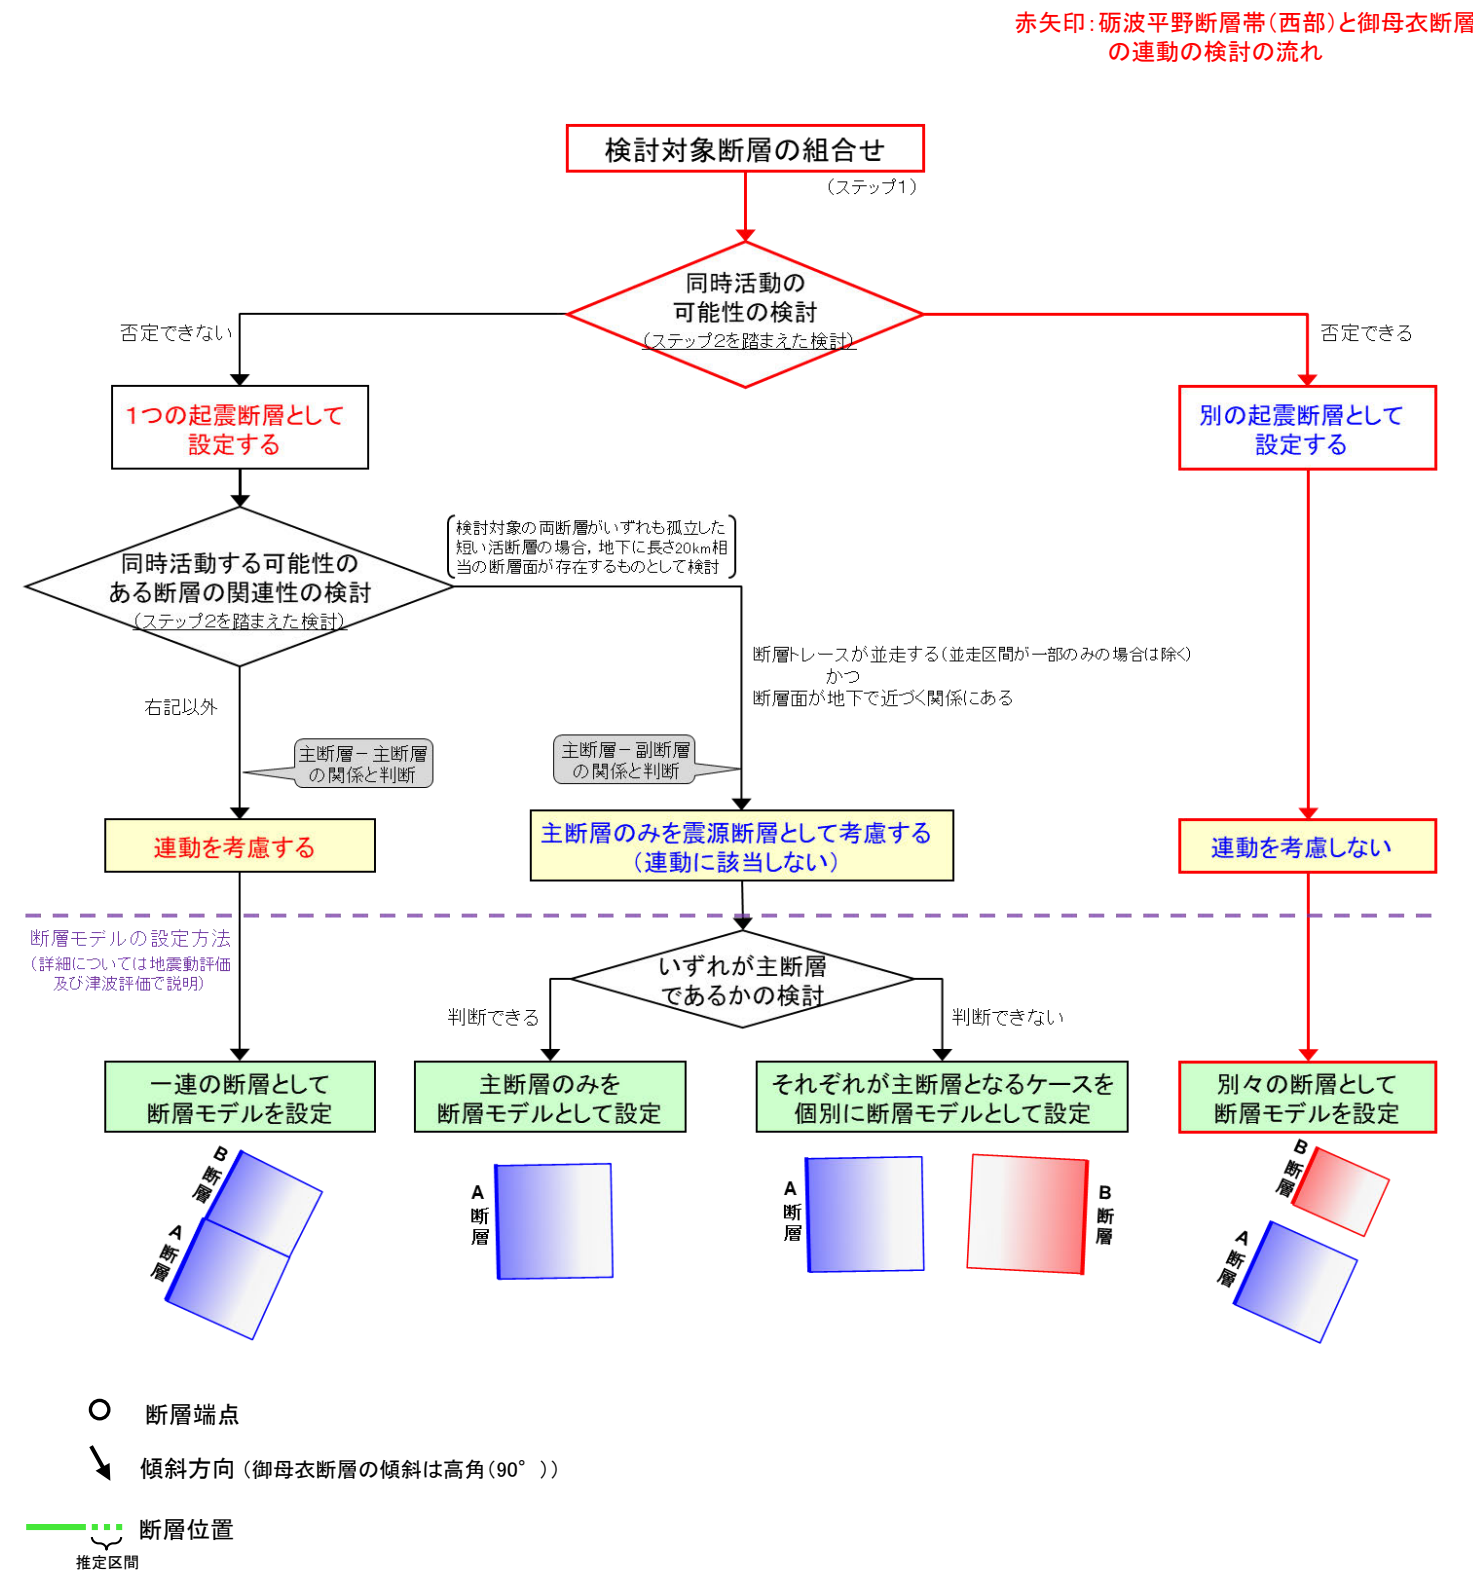 赤矢印：砺波平野断層帯（西部）と御母衣断層
の連動の検討の流れ
検討対象断層の組合せ
（ステップ１）
同時活動の
可能性の検討
（ステップ２を踏まえた検討）
否定できない
否定できる
１つの起震断層として
設定する
別の起震断層として
設定する
検討対象の両断層がいずれも孤立した
短い活断層の場合，地下に長さ20km相
当の断層面が存在するものとして検討
同時活動する可能性の
ある断層の関連性の検討
（ステップ２を踏まえた検討）
断層トレースが並走する（並走区間が一部のみの場合は除く）
かつ
断層面が地下で近づく関係にある
右記以外
主断層－主断層
の関係と判断
主断層－副断層
の関係と判断
連動を考慮する
主断層のみを震源断層として考慮する
（連動に該当しない）
連動を考慮しない
断層モデルの設定方法
（詳細については地震動評価
及び津波評価で説明）
いずれが主断層
であるかの検討
判断できる
判断できない
一連の断層として
断層モデルを設定
主断層のみを
断層モデルとして設定
それぞれが主断層となるケースを
個別に断層モデルとして設定
別々の断層として
断層モデルを設定
B断層
A断層
A断層
A断層
B断層
B断層
A断層
断層端点
傾斜方向（御母衣断層の傾斜は高角（90°））
断層位置
推定区間